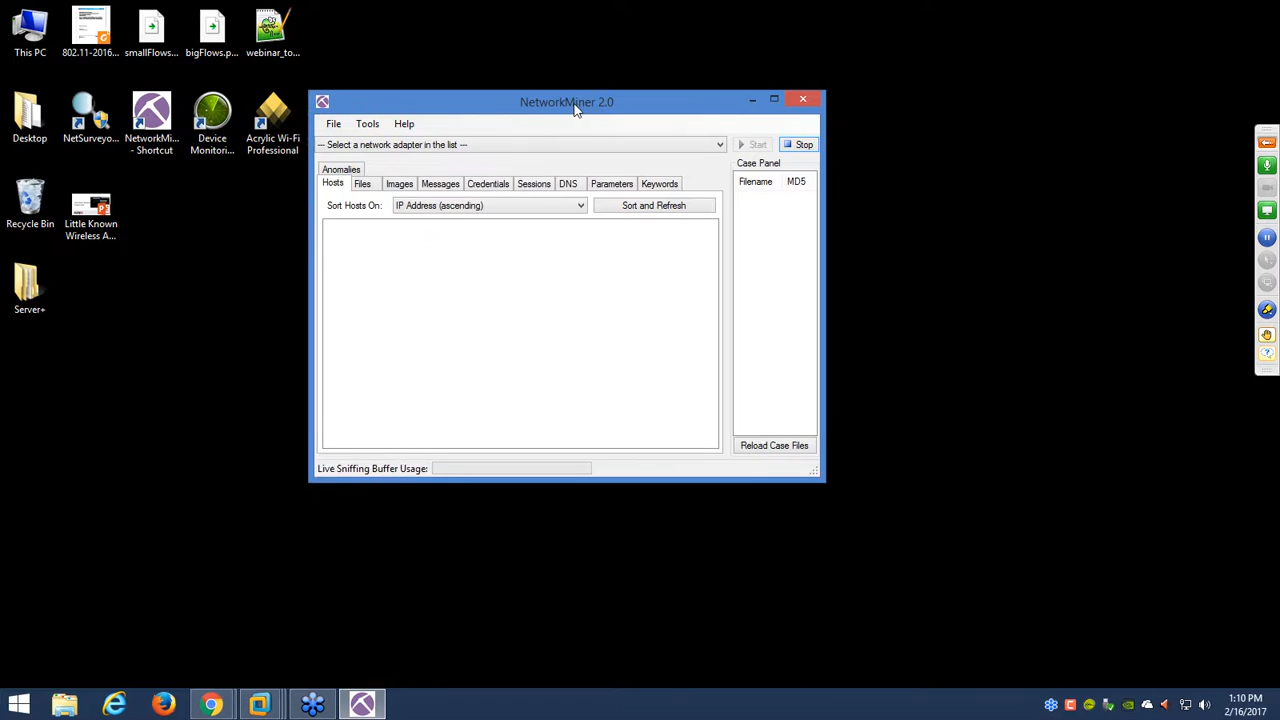 This PC
802.11-2016...
smallFlows...
bigFlows.p...
webinar_to...
Desktop
NetSurveyo...
NetworkMi...
- Shortcut
Device
Monitori...
Acrylic Wi-Fi
Professional
Recycle Bin
Little Known
Wireless A...
Server+
NetworkMiner 2.0
File
Tools
Help
--- Select a network adapter in the list ---
Start
Stop
Anomalies
Case Panel
Hosts
Files
Images
Messages
Credentials
Sessions
DNS
Parameters
Keywords
Filename
MD5
Sort Hosts On:
IP Address (ascending)
Sort and Refresh
Reload Case Files
Live Sniffing Buffer Usage:
1:10 PM
2/16/2017